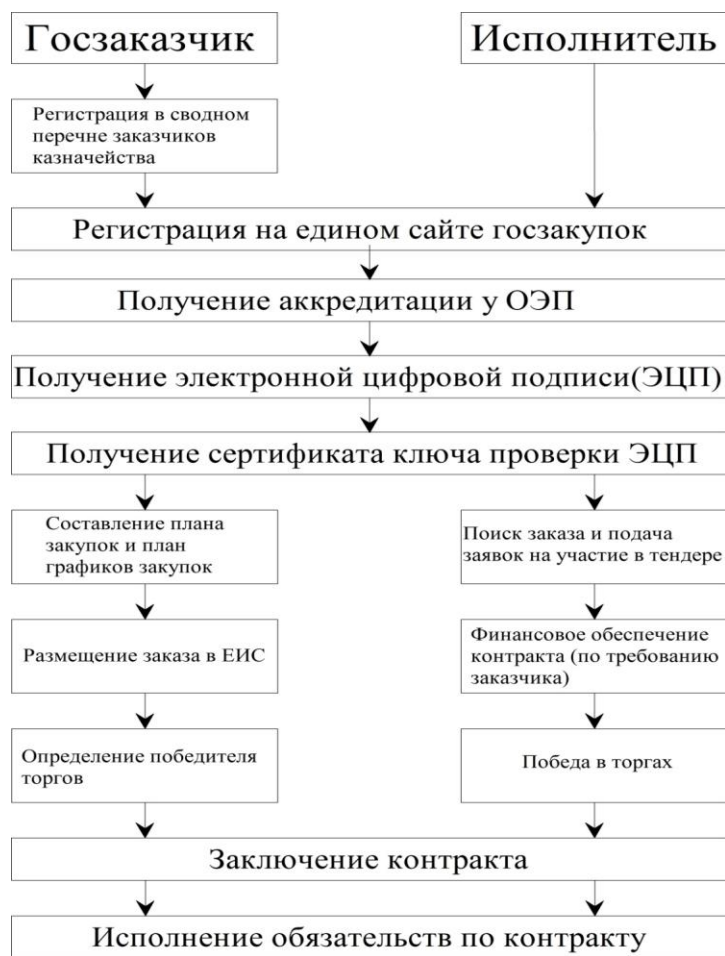 Госзаказчик
Исполнитель
Регистрация в сводном
перечне заказчиков
казначейства
Регистрация на едином сайте госзакупок
Получение аккредитации у ОЭП
Получение электронной цифровой подписи(ЭЦП)
Получение сертификата ключа проверки ЭЦП
Составление плана
закупок и план
графиков закупок
Поиск заказа и подача
заявок на участие в тендере
Размещение заказа в ЕИС
Финансовое обеспечение
контракта (по требованию
заказчика)
Определение победителя
торгов
Победа в торгах
Заключение контракта
Исполнение обязательств по контракту